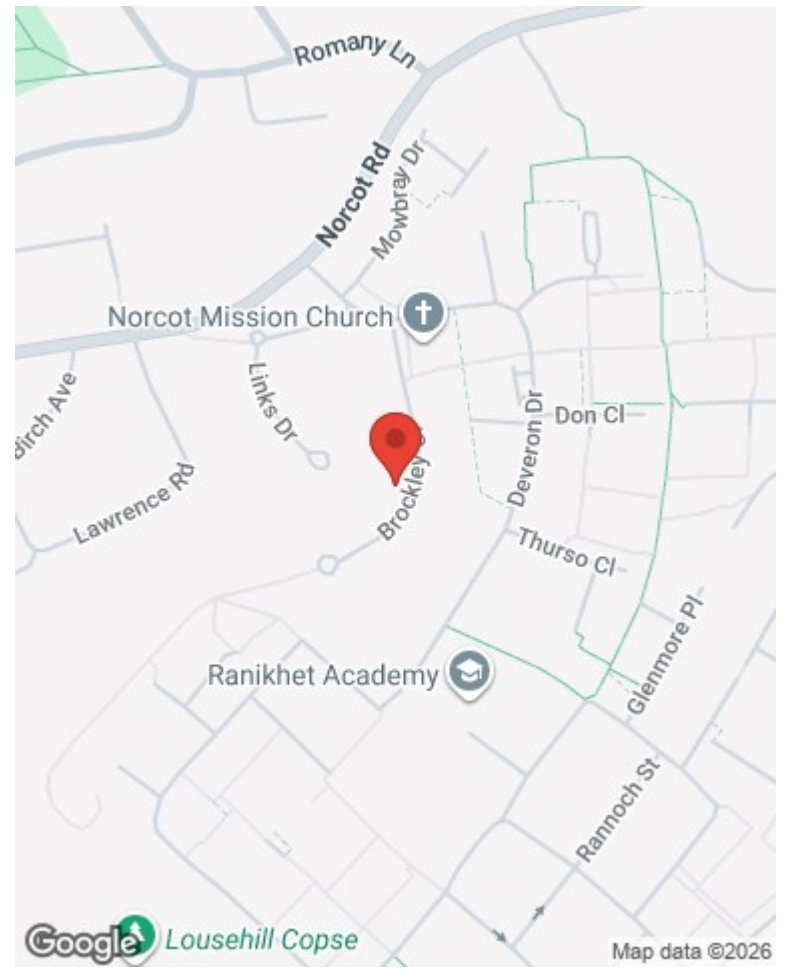 Romany Ln
Norcot Rd
Mowbray Dr
Norcot Mission Church
Links Dr
Birch Ave
Don Cl
Deveron Dr
Brockley
Lawrence Rd
Thurso Cl
Glenmore Pl
Ranikhet Academy
Rannoch St
Lousehill Copse
Google
Map data ©2026